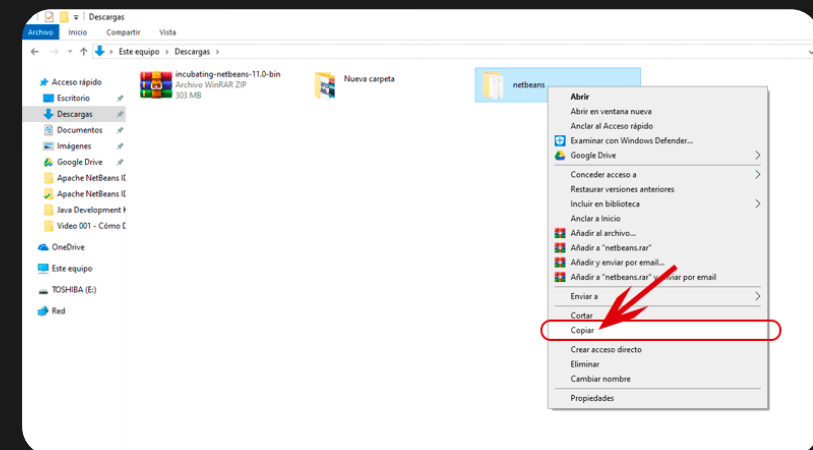 Descargas
Archivo Inicio Compartir Vista
Este equipo > Descargas >
Acceso rápido
Escritorio
Descargas
Documentos
Imágenes
Google Drive
Apache NetBeans ID
Apache NetBeans ID
Java Development K
Video 001 - Cómo D
OneDrive
Este equipo
TOSHIBA (E:)
Red
incubating-netbeans-11.0-bin
Archivo WinRAR ZIP
303 MB
Nueva carpeta
netbeans
Abrir
Abrir en ventana nueva
Anclar al Acceso rápido
Examinar con Windows Defender...
Google Drive
Conceder acceso a
Restaurar versiones anteriores
Incluir en biblioteca
Anclar a Inicio
Añadir al archivo...
Añadir a "netbeans.rar"
Añadir y enviar por email...
Añadir a "netbeans.rar" y enviar por email
Enviar a
Cortar
Copiar
Crear acceso directo
Eliminar
Cambiar nombre
Propiedades